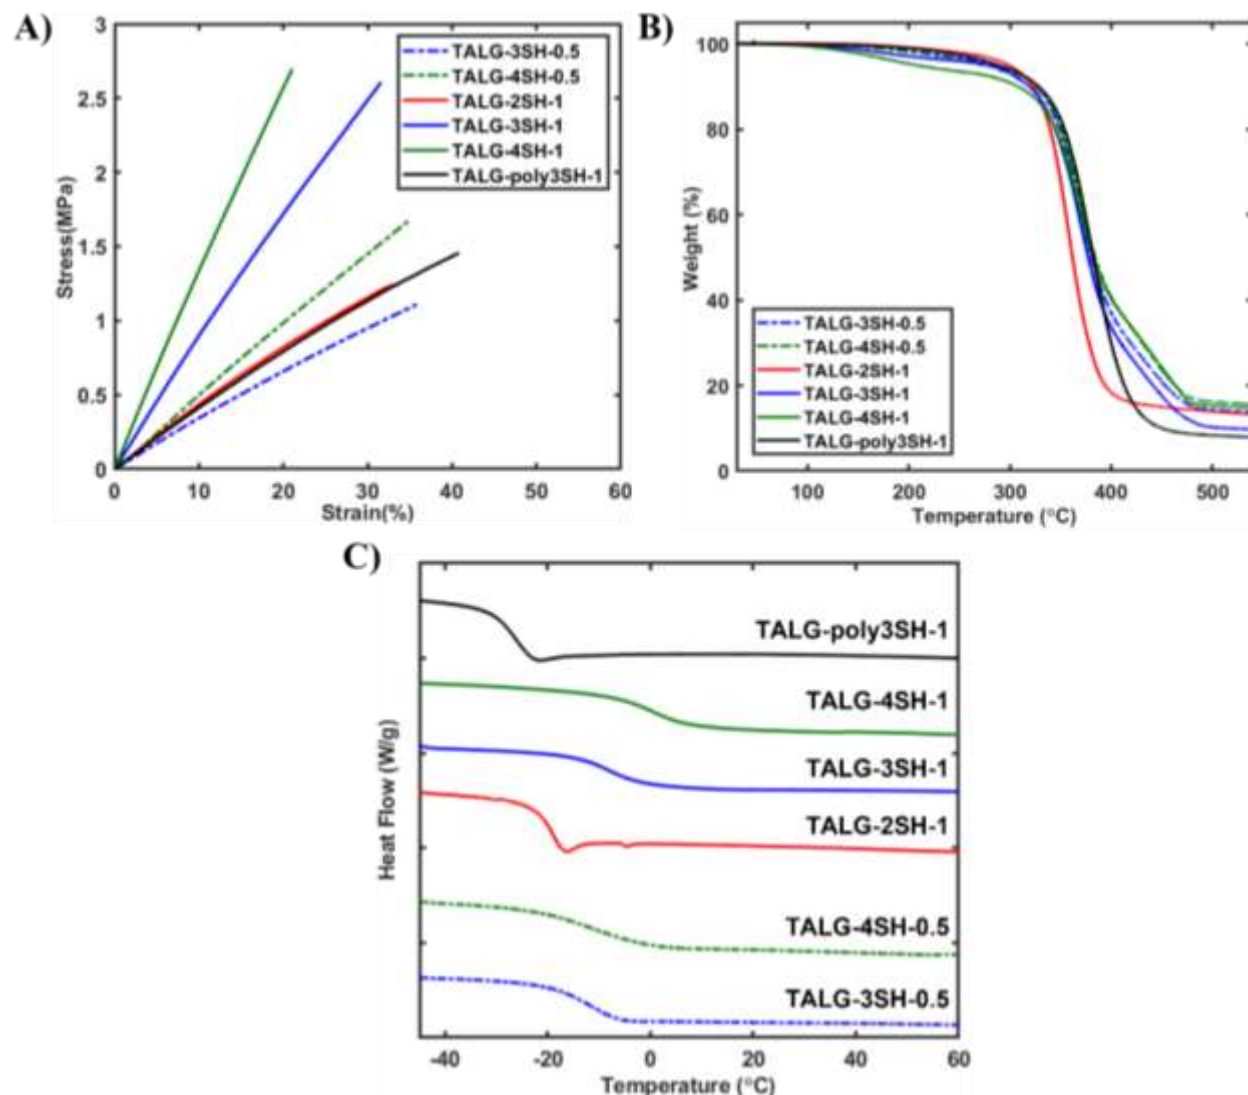 A)
3
2.5
2
1.5
1
0.5
0
Stress(MPa)
TALG-3SH-0.5
TALG-4SH-0.5
TALG-2SH-1
TALG-3SH-1
TALG-4SH-1
TALG-poly3SH-1
0 10 20 30 40 50 60
Strain(%)
B)
100
80
60
40
20
0
Weight (%)
TALG-3SH-0.5
TALG-4SH-0.5
TALG-2SH-1
TALG-3SH-1
TALG-4SH-1
TALG-poly3SH-1
100 200 300 400 500
Temperature (°C)
C)
Heat Flow (W/g)
TALG-poly3SH-1
TALG-4SH-1
TALG-3SH-1
TALG-2SH-1
TALG-4SH-0.5
TALG-3SH-0.5
-40 -20 0 20 40 60
Temperature (°C)